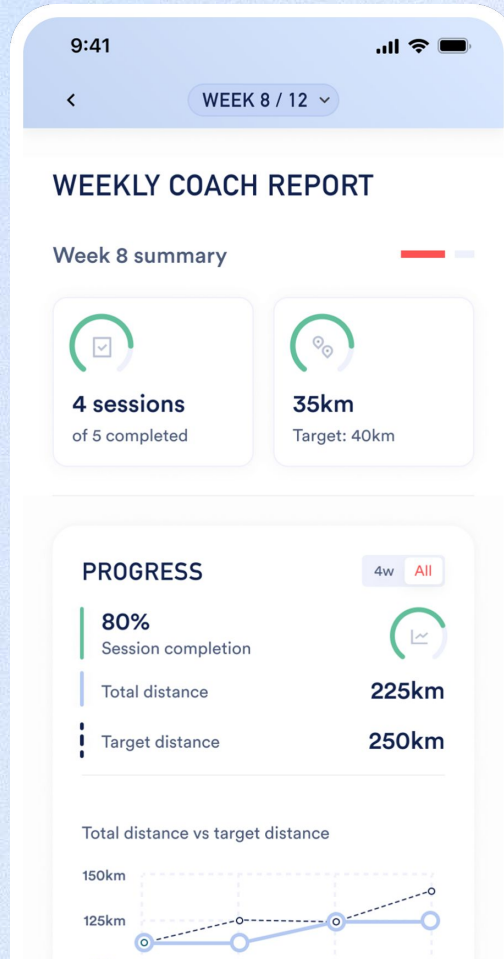 9:41
WEEK 8 / 12
WEEKLY COACH REPORT
Week 8 summary
4 sessions
of 5 completed
35km
Target: 40km
PROGRESS
4w All
80%
Session completion
Total distance 225km
Target distance 250km
Total distance vs target distance
150km
125km